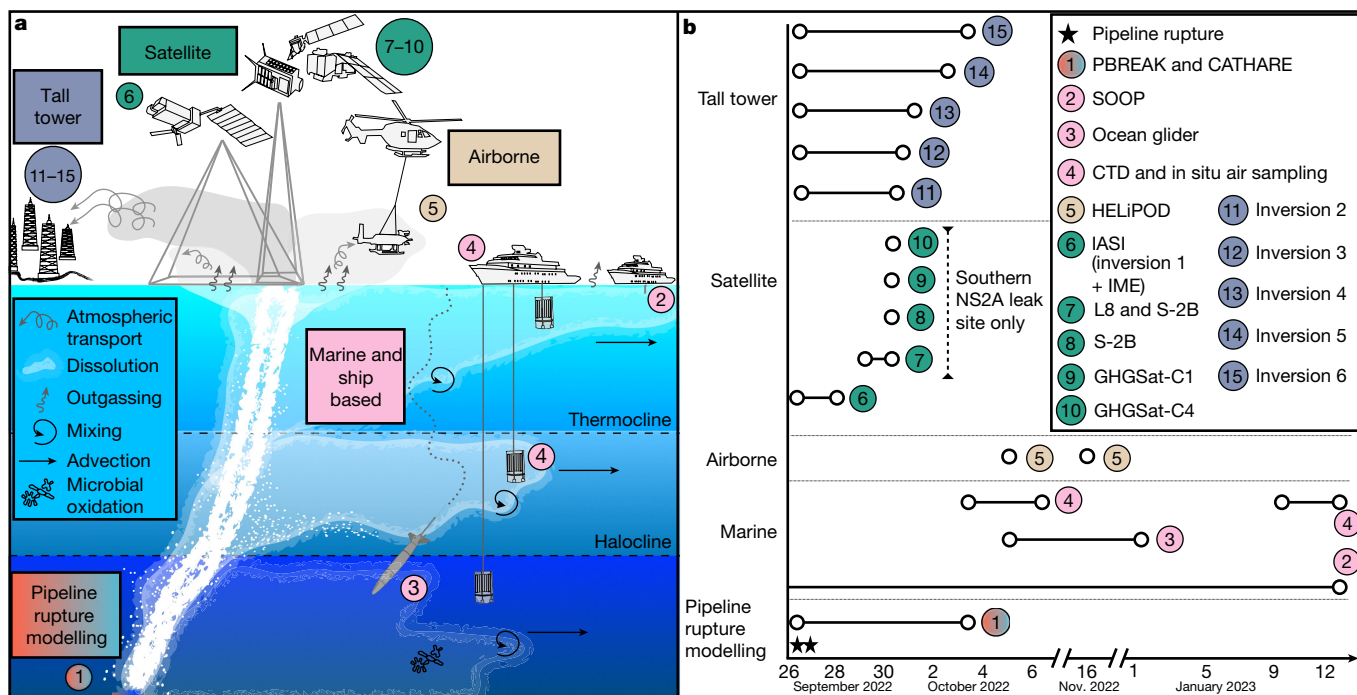 a
Satellite
7–10
6
Tall
tower
11–15
Airborne
5
4
2
Atmospheric
transport
Dissolution
Outgassing
Mixing
Advection
Microbial
oxidation
Marine and
ship
based
Thermocline
4
Halocline
3
Pipeline
rupture
modelling
1
b
Tall tower
15
14
13
12
11
Satellite
10
9
8
7
6
Southern
NS2A leak
site only
Airborne
5
5
Marine
4
4
3
2
Pipeline
rupture
modelling
1
26 28 30 2 4 6 16 1 5 9 12
September 2022 October 2022 Nov. 2022 January 2023
Pipeline rupture
1 PBREAK and CATHARE
2 SOOP
3 Ocean glider
4 CTD and in situ air sampling
5 HELiPOD
6 IASI
(inversion 1
+ IME)
7 L8 and S-2B
8 S-2B
9 GHGSat-C1
10 GHGSat-C4
11 Inversion 2
12 Inversion 3
13 Inversion 4
14 Inversion 5
15 Inversion 6